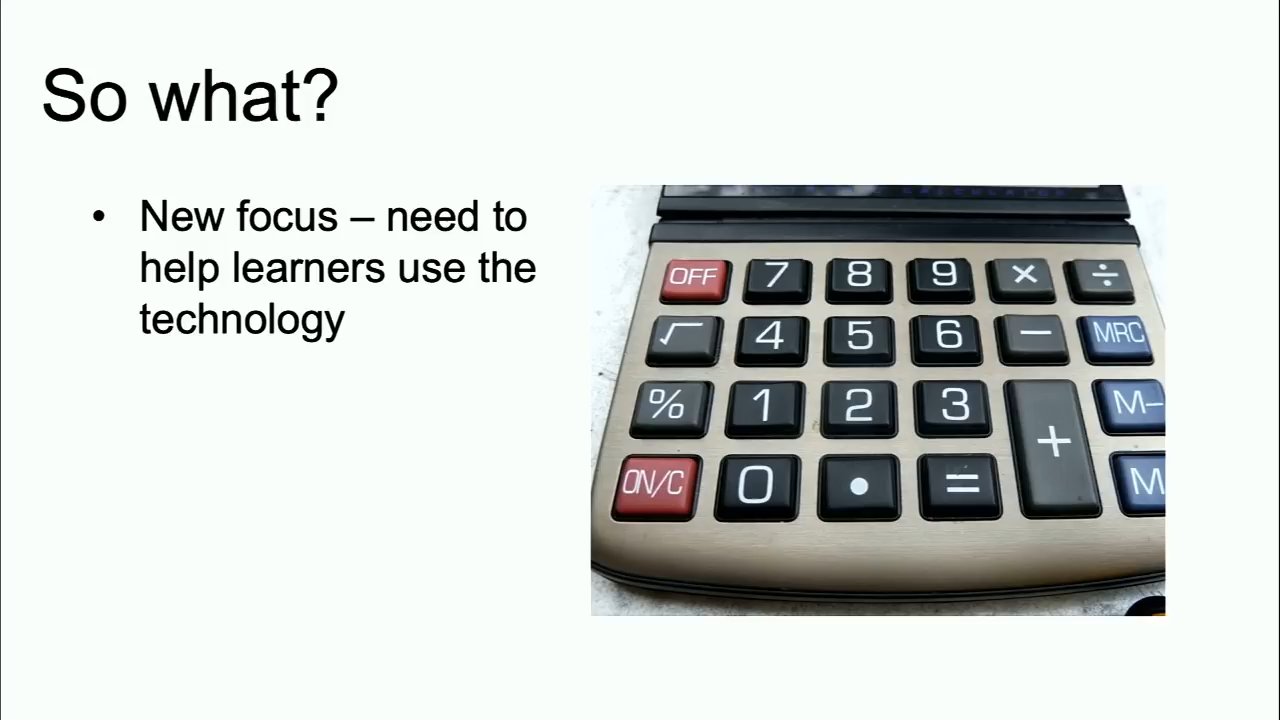 So what?
• New focus – need to
help learners use the
technology
OFF 7 8 9 × ÷
√ 4 5 6 − MRC
% 1 2 3 + M−
ON/C 0 • = M